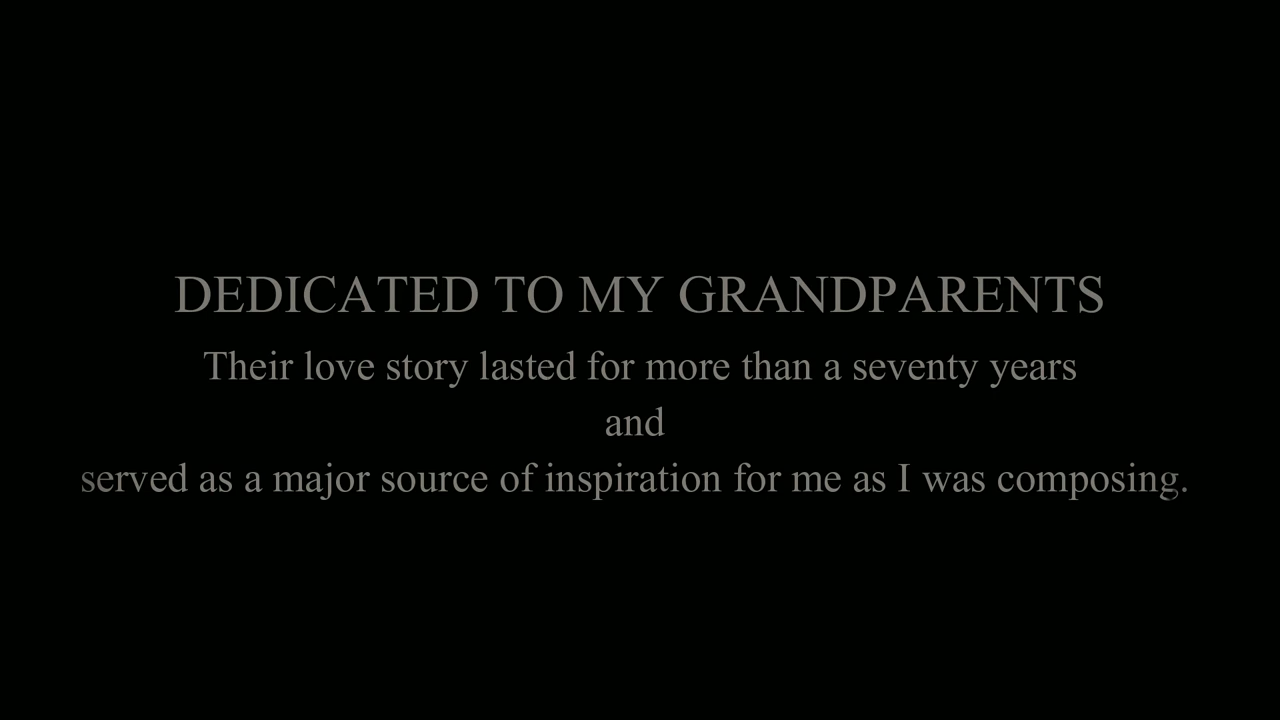 DEDICATED TO MY GRANDPARENTS
Their love story lasted for more than a seventy years
and
served as a major source of inspiration for me as I was composing.